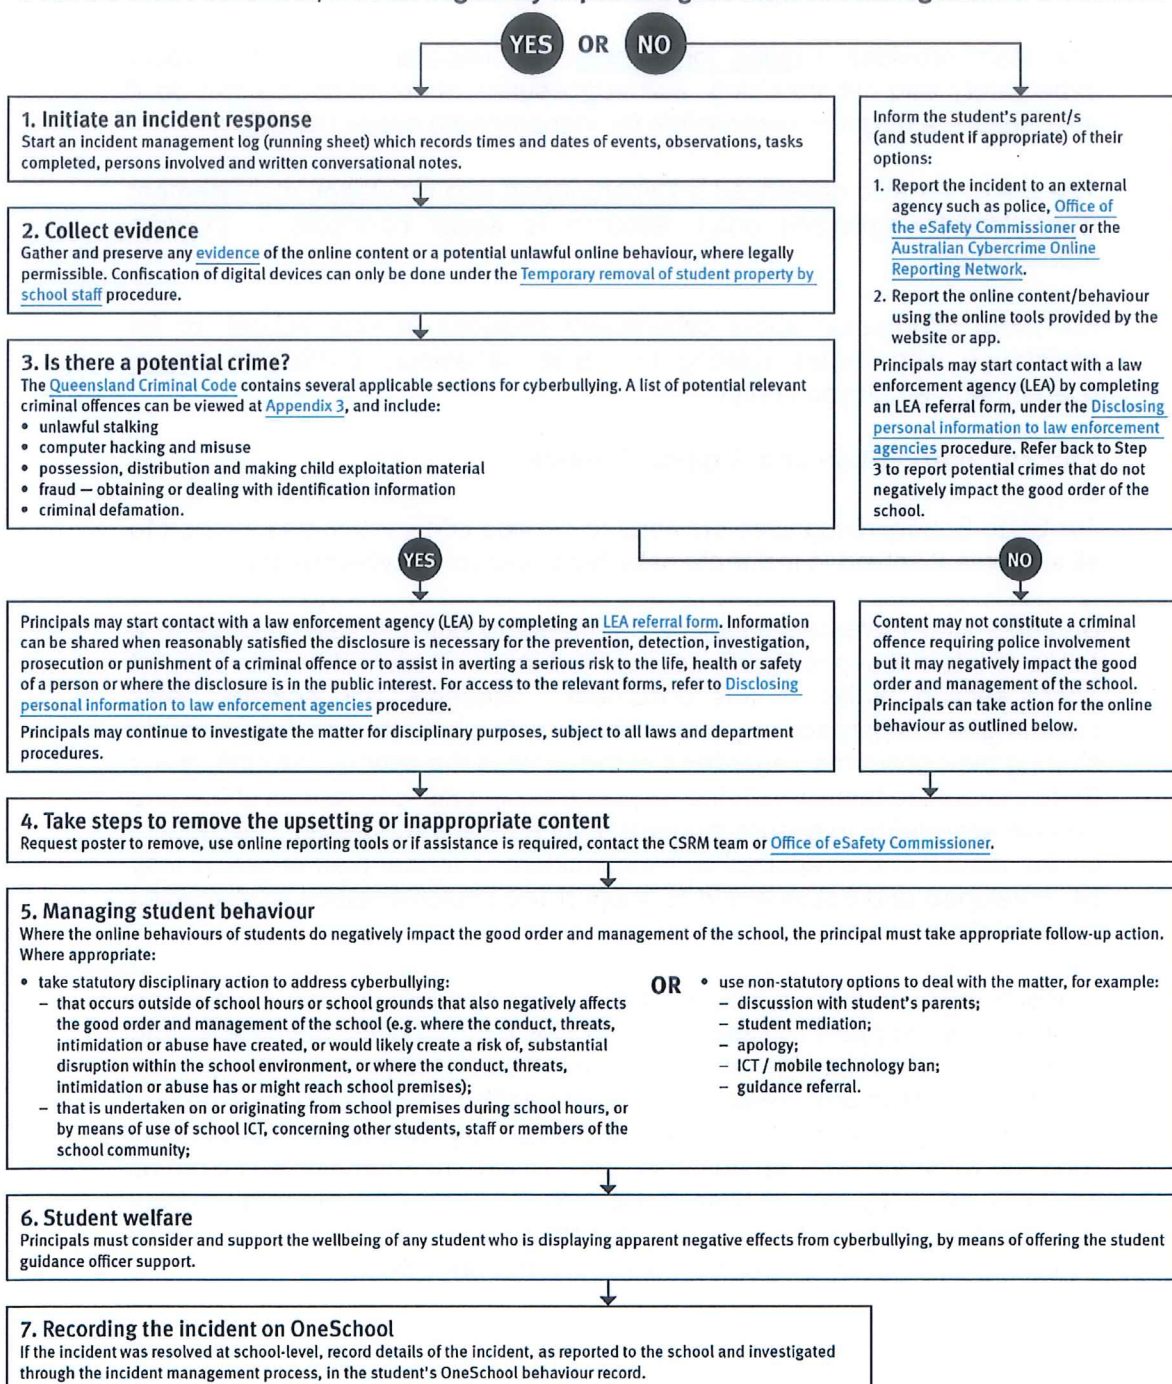 YES OR NO
1. Initiate an incident response
Start an incident management log (running sheet) which records times and dates of events, observations, tasks
completed, persons involved and written conversational notes.
2. Collect evidence
Gather and preserve any evidence of the online content or a potential unlawful online behaviour, where legally
permissible. Confiscation of digital devices can only be done under the Temporary removal of student property by
school staff procedure.
3. Is there a potential crime?
The Queensland Criminal Code contains several applicable sections for cyberbullying. A list of potential relevant
criminal offences can be viewed at Appendix 3, and include:
• unlawful stalking
• computer hacking and misuse
• possession, distribution and making child exploitation material
• fraud — obtaining or dealing with identification information
• criminal defamation.
Inform the student's parent/s
(and student if appropriate) of their
options:
1. Report the incident to an external
agency such as police, Office of
the eSafety Commissioner or the
Australian Cybercrime Online
Reporting Network.
2. Report the online content/behaviour
using the online tools provided by the
website or app.
Principals may start contact with a law
enforcement agency (LEA) by completing
an LEA referral form, under the Disclosing
personal information to law enforcement
agencies procedure. Refer back to Step
3 to report potential crimes that do not
negatively impact the good order of the
school.
YES
NO
Principals may start contact with a law enforcement agency (LEA) by completing an LEA referral form. Information
can be shared when reasonably satisfied the disclosure is necessary for the prevention, detection, investigation,
prosecution or punishment of a criminal offence or to assist in averting a serious risk to the life, health or safety
of a person or where the disclosure is in the public interest. For access to the relevant forms, refer to Disclosing
personal information to law enforcement agencies procedure.
Principals may continue to investigate the matter for disciplinary purposes, subject to all laws and department
procedures.
Content may not constitute a criminal
offence requiring police involvement
but it may negatively impact the good
order and management of the school.
Principals can take action for the online
behaviour as outlined below.
4. Take steps to remove the upsetting or inappropriate content
Request poster to remove, use online reporting tools or if assistance is required, contact the CSRM team or Office of eSafety Commissioner.
5. Managing student behaviour
Where the online behaviours of students do negatively impact the good order and management of the school, the principal must take appropriate follow-up action.
Where appropriate:
• take statutory disciplinary action to address cyberbullying:
– that occurs outside of school hours or school grounds that also negatively affects
the good order and management of the school (e.g. where the conduct, threats,
intimidation or abuse have created, or would likely create a risk of, substantial
disruption within the school environment, or where the conduct, threats,
intimidation or abuse has or might reach school premises);
– that is undertaken on or originating from school premises during school hours, or
by means of use of school ICT, concerning other students, staff or members of the
school community;
OR
• use non-statutory options to deal with the matter, for example:
– discussion with student's parents;
– student mediation;
– apology;
– ICT / mobile technology ban;
– guidance referral.
6. Student welfare
Principals must consider and support the wellbeing of any student who is displaying apparent negative effects from cyberbullying, by means of offering the student
guidance officer support.
7. Recording the incident on OneSchool
If the incident was resolved at school-level, record details of the incident, as reported to the school and investigated
through the incident management process, in the student's OneSchool behaviour record.